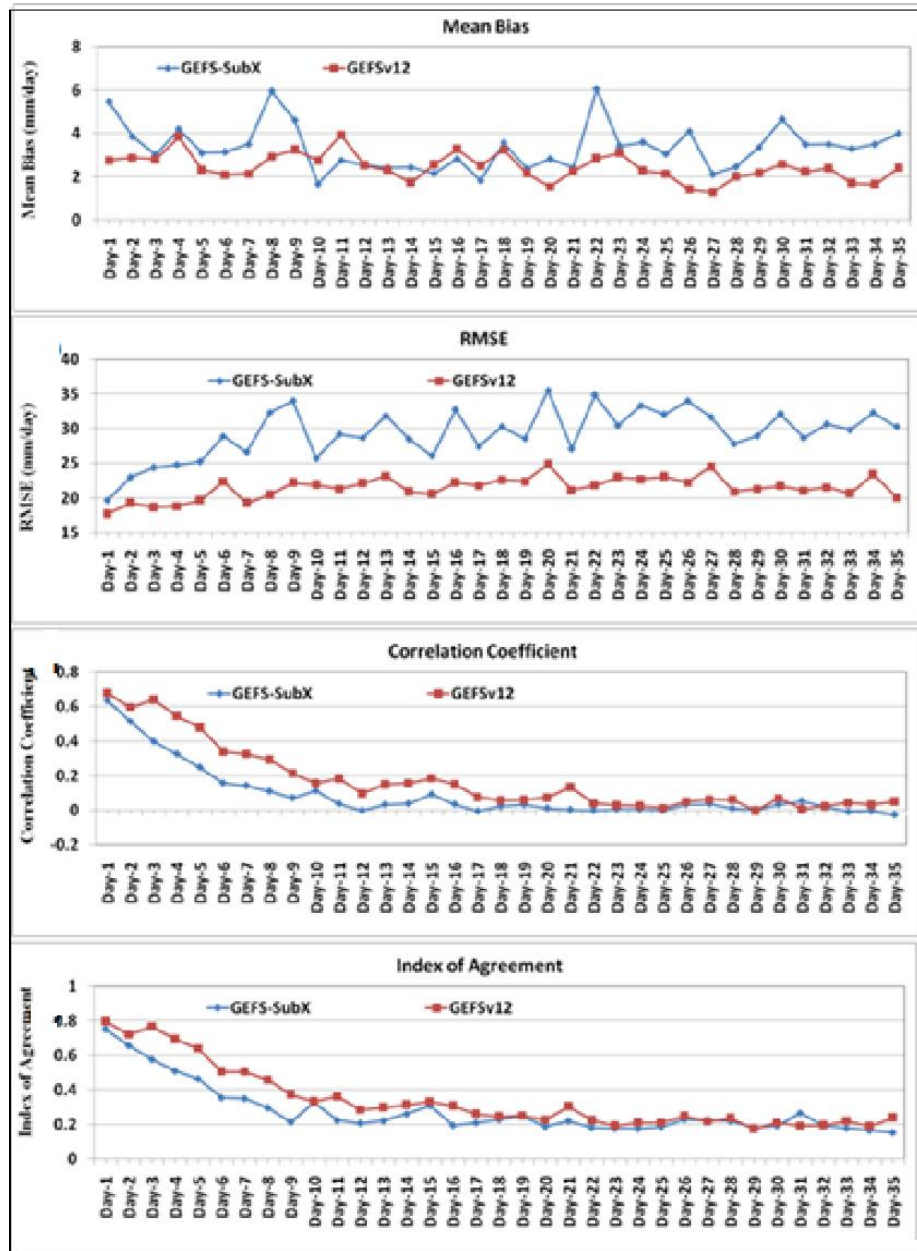 Mean Bias
GEFS-SubX GEFSv12
Mean Bias (mm/day)
8
6
4
2
0
Day-1 Day-2 Day-3 Day-4 Day-5 Day-6 Day-7 Day-8 Day-9 Day-10 Day-11 Day-12 Day-13 Day-14 Day-15 Day-16 Day-17 Day-18 Day-19 Day-20 Day-21 Day-22 Day-23 Day-24 Day-25 Day-26 Day-27 Day-28 Day-29 Day-30 Day-31 Day-32 Day-33 Day-34 Day-35
RMSE
GEFS-SubX GEFSv12
RMSE (mm/day)
40
35
30
25
20
15
Day-1 Day-2 Day-3 Day-4 Day-5 Day-6 Day-7 Day-8 Day-9 Day-10 Day-11 Day-12 Day-13 Day-14 Day-15 Day-16 Day-17 Day-18 Day-19 Day-20 Day-21 Day-22 Day-23 Day-24 Day-25 Day-26 Day-27 Day-28 Day-29 Day-30 Day-31 Day-32 Day-33 Day-34 Day-35
Correlation Coefficient
GEFS-SubX GEFSv12
Correlation Coefficient
0.8
0.6
0.4
0.2
0
-0.2
Day-1 Day-2 Day-3 Day-4 Day-5 Day-6 Day-7 Day-8 Day-9 Day-10 Day-11 Day-12 Day-13 Day-14 Day-15 Day-16 Day-17 Day-18 Day-19 Day-20 Day-21 Day-22 Day-23 Day-24 Day-25 Day-26 Day-27 Day-28 Day-29 Day-30 Day-31 Day-32 Day-33 Day-34 Day-35
Index of Agreement
GEFS-SubX GEFSv12
Index of Agreement
1
0.8
0.6
0.4
0.2
0
Day-1 Day-2 Day-3 Day-4 Day-5 Day-6 Day-7 Day-8 Day-9 Day-10 Day-11 Day-12 Day-13 Day-14 Day-15 Day-16 Day-17 Day-18 Day-19 Day-20 Day-21 Day-22 Day-23 Day-24 Day-25 Day-26 Day-27 Day-28 Day-29 Day-30 Day-31 Day-32 Day-33 Day-34 Day-35